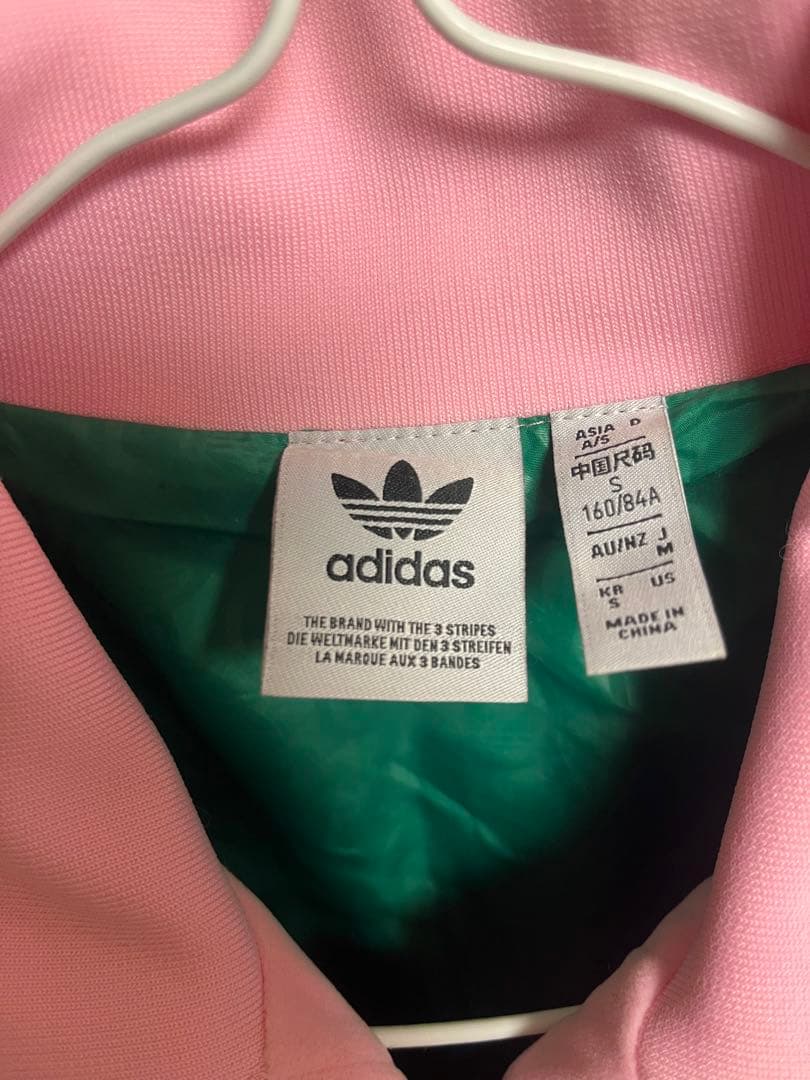 adidas
THE BRAND WITH THE 3 STRIPES
DIE WELTMARKE MIT DEN 3 STREIFEN
LA MARQUE AUX 3 BANDES
ASIA D
A/S
中国尺码
S
160/84A
AU/NZ J
M
KR US
S
MADE IN
CHINA